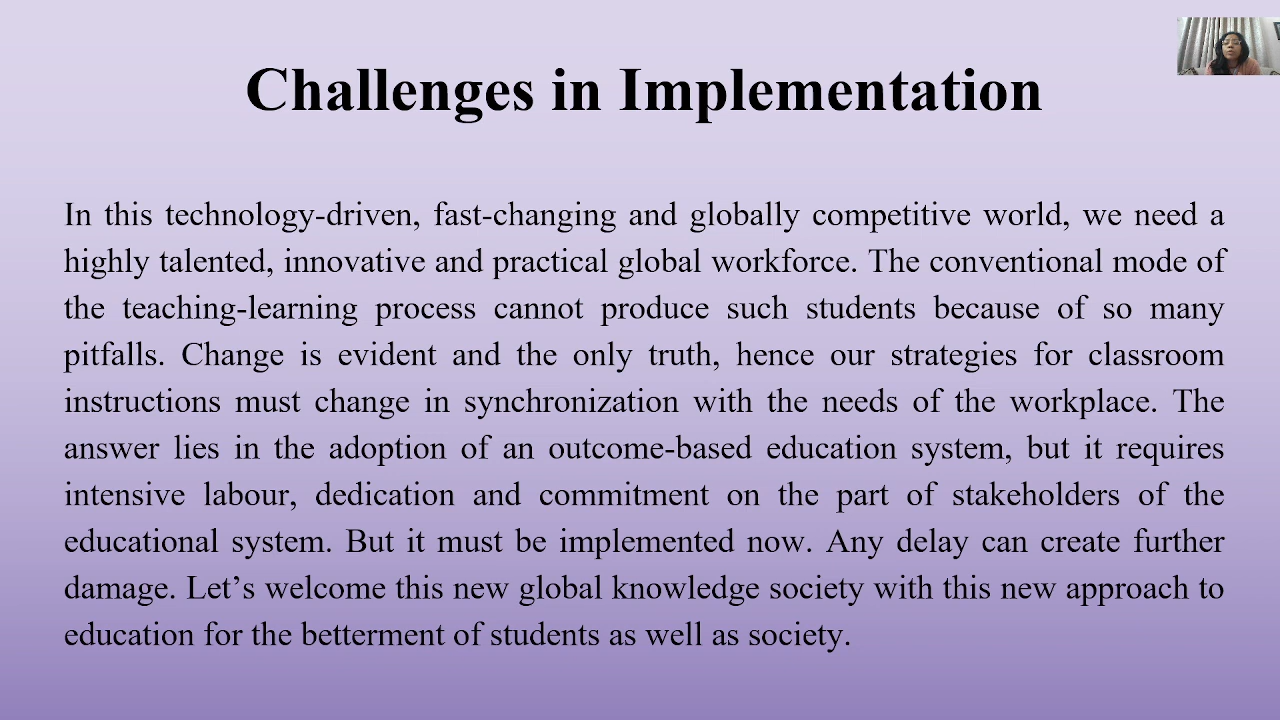 Challenges in Implementation
In this technology-driven, fast-changing and globally competitive world, we need a
highly talented, innovative and practical global workforce. The conventional mode of
the teaching-learning process cannot produce such students because of so many
pitfalls. Change is evident and the only truth, hence our strategies for classroom
instructions must change in synchronization with the needs of the workplace. The
answer lies in the adoption of an outcome-based education system, but it requires
intensive labour, dedication and commitment on the part of stakeholders of the
educational system. But it must be implemented now. Any delay can create further
damage. Let’s welcome this new global knowledge society with this new approach to
education for the betterment of students as well as society.